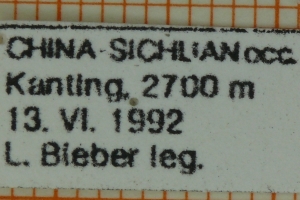 CHINA-SICHUAN occ.
Kanting, 2700 m
13. VI. 1992
L. Bieber leg.